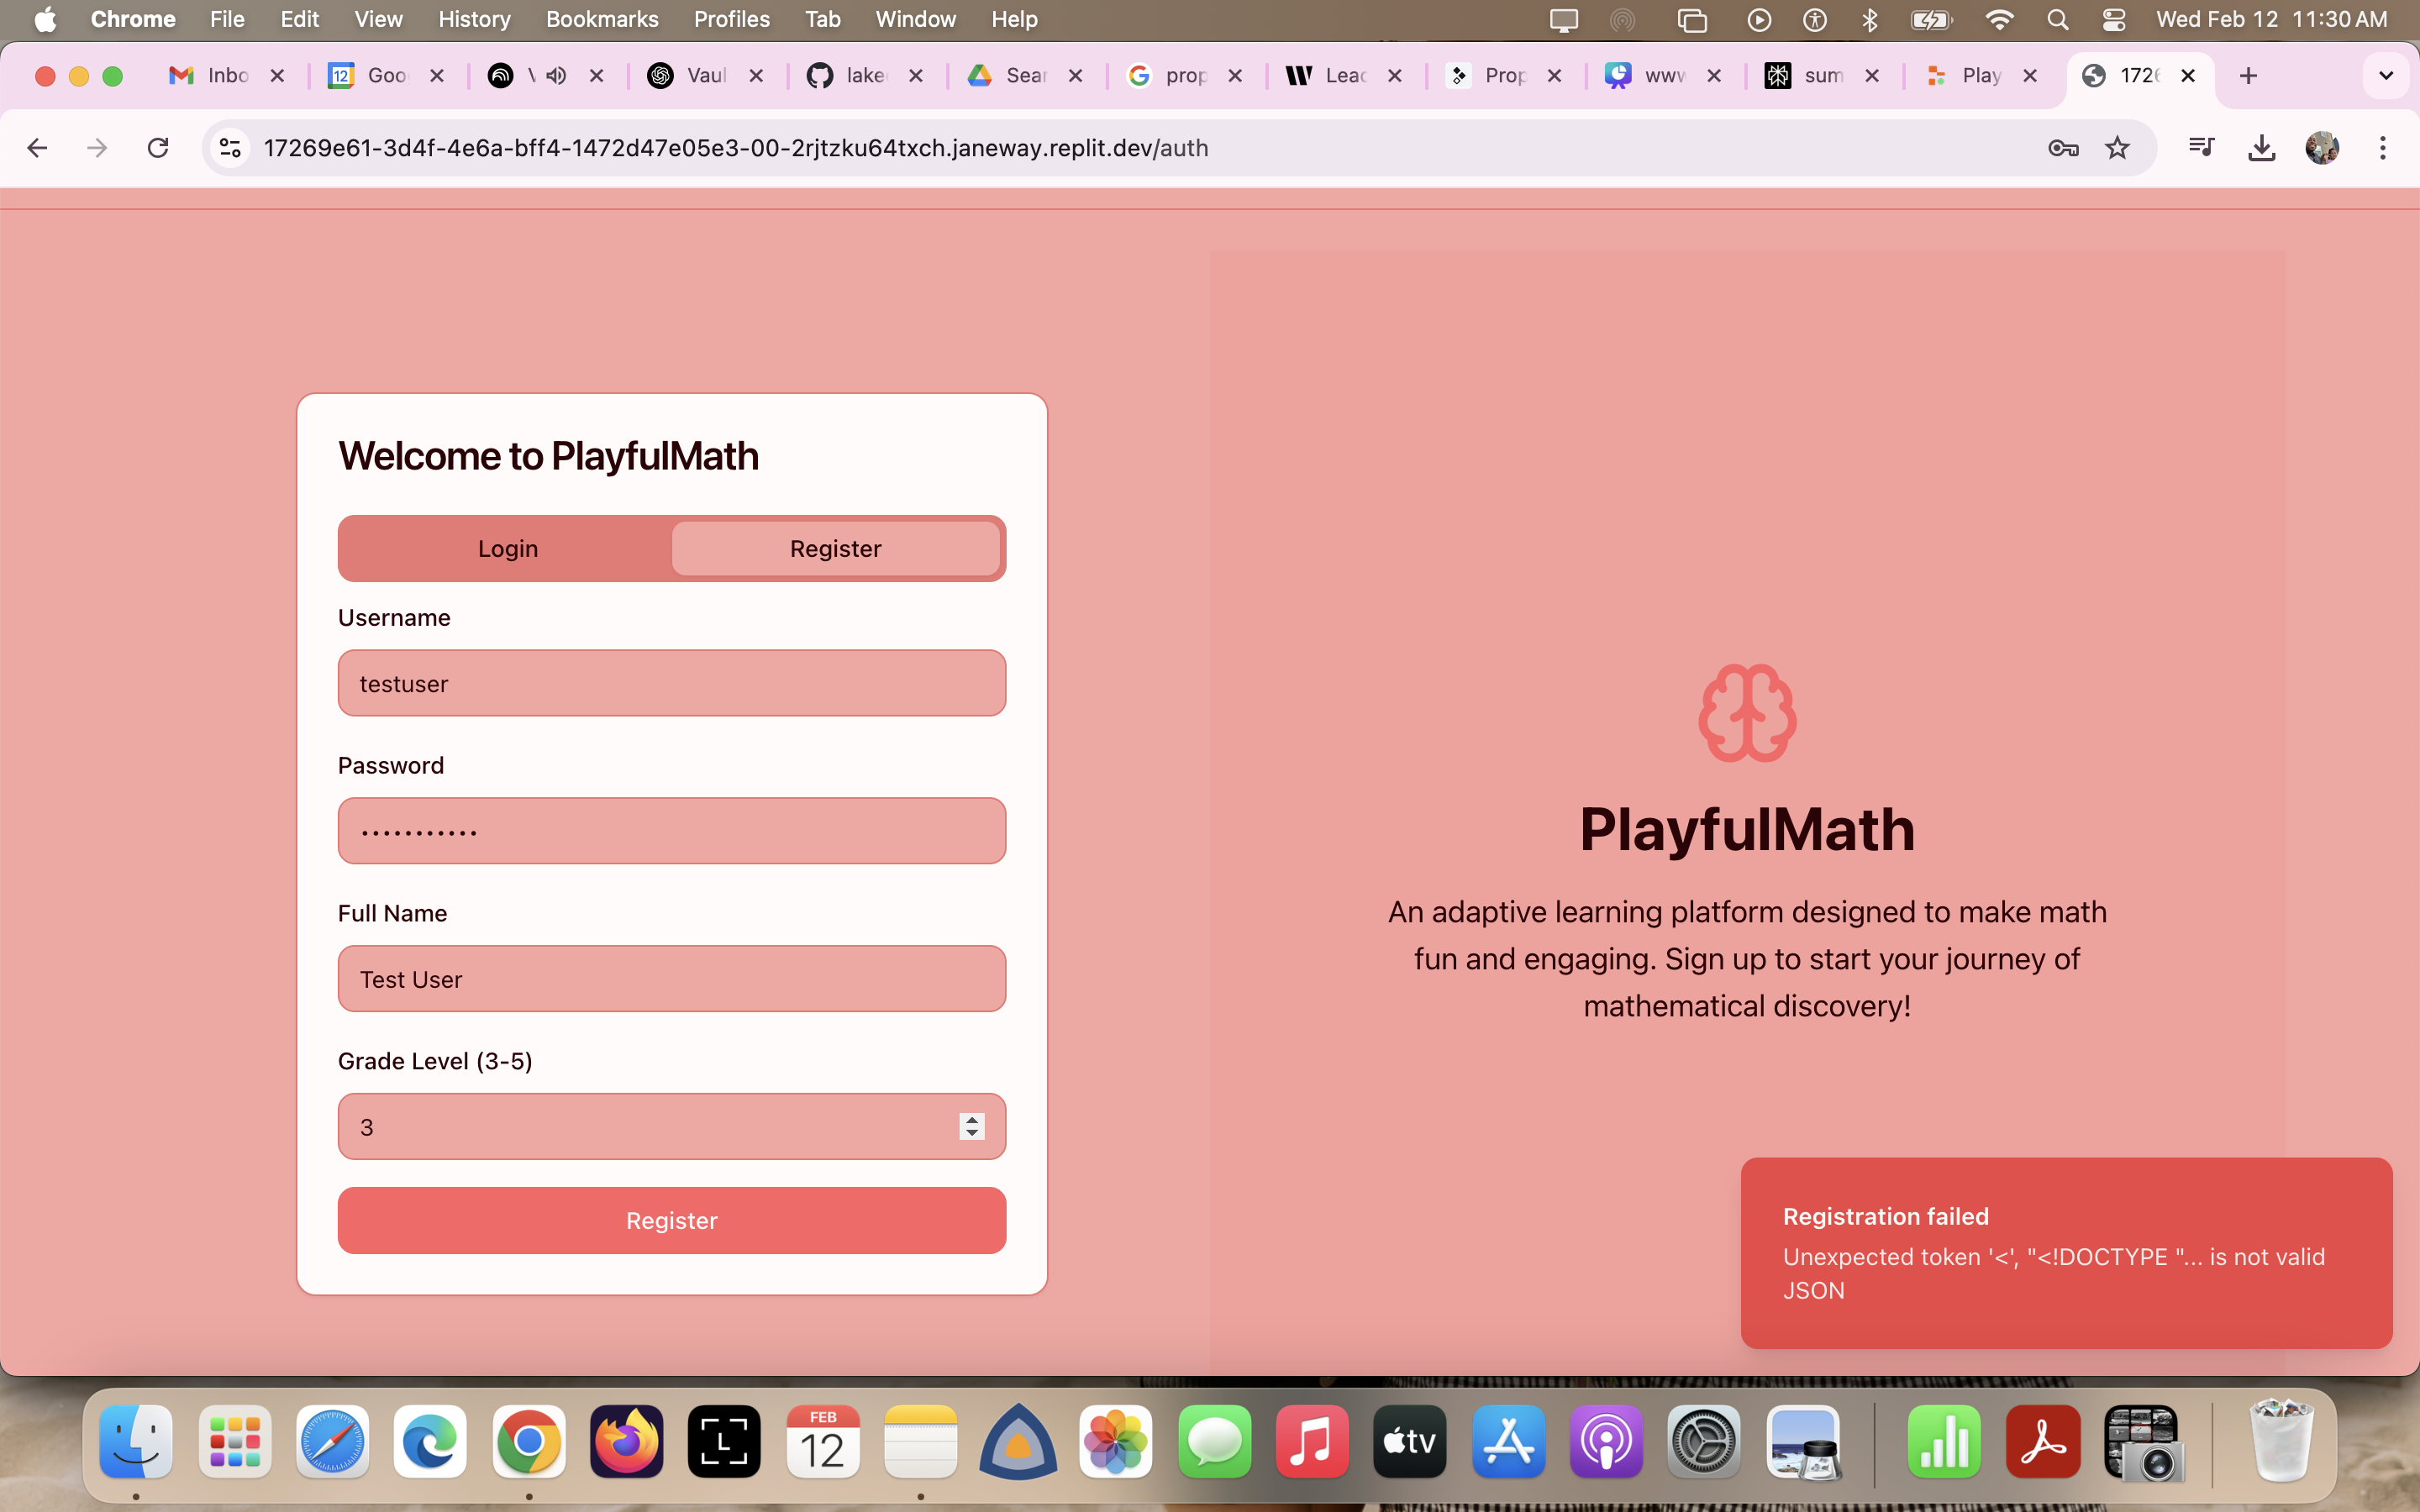 Chrome File Edit View History Bookmarks Profiles Tab Window Help Wed Feb 12 11:30 AM
Inbo 12 Goo Vaul lake Sear prop Leac Prop www sum Play 1726
17269e61-3d4f-4e6a-bff4-1472d47e05e3-00-2rjtzku64txch.janeway.replit.dev/auth
Welcome to PlayfulMath
Login Register
Username
testuser
Password
Full Name
Test User
Grade Level (3-5)
3
Register
PlayfulMath
An adaptive learning platform designed to make math
fun and engaging. Sign up to start your journey of
mathematical discovery!
Registration failed
Unexpected token '<', "<!DOCTYPE "... is not valid
JSON
L
FEB
12
tv